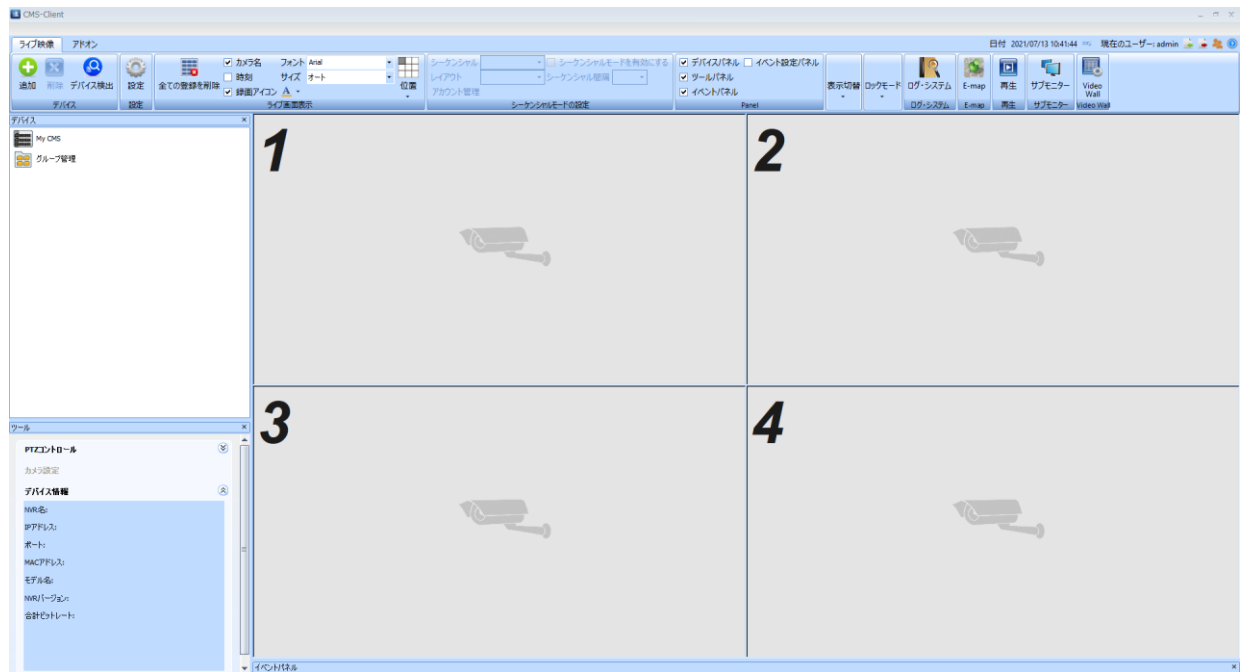 CMS-Client
ライブ映像 アドオン
日付 2021/07/13 10:41:44 現在のユーザー: admin
追加 削除 デバイス検出
デバイス
設定
設定
全ての登録を削除
カメラ名 フォント Arial
時刻 サイズ オート
録画アイコン A
位置
ライブ画面表示
シーケンシャル シーケンシャルモードを有効にする
レイアウト シーケンシャル間隔
アカウント管理
シーケンシャルモードの設定
デバイスパネル イベント設定パネル
ツールパネル
イベントパネル
Panel
表示切替 ロックモード
ログ・システム
ログ・システム
E-map
E-map
再生
再生
サブモニター
サブモニター
Video
Wall
Video Wall
デバイス
My CMS
グループ管理
1
2
3
4
ツール
PTZコントロール
カメラ設定
デバイス情報
NVR名:
IPアドレス:
ポート:
MACアドレス:
モデル名:
NVRバージョン:
合計ビットレート:
イベントパネル